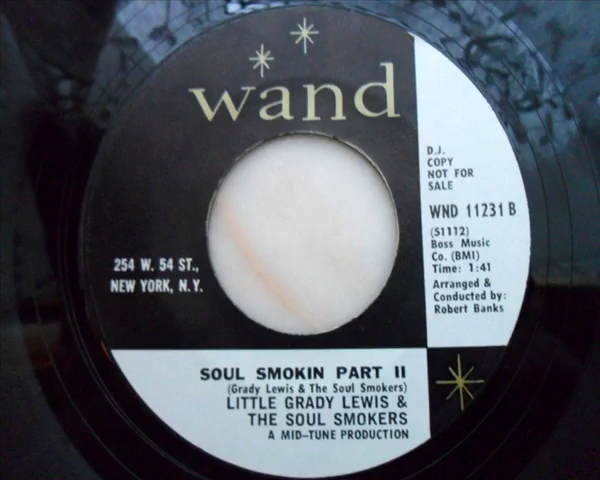 wand
D.J.
COPY
NOT FOR
SALE
WND 11231 B
(51112)
Boss Music
Co. (BMI)
Time: 1:41
Arranged &
Conducted by:
Robert Banks
254 W. 54 ST.,
NEW YORK, N.Y.
SOUL SMOKIN PART II
(Grady Lewis & The Soul Smokers)
LITTLE GRADY LEWIS &
THE SOUL SMOKERS
A MID-TUNE PRODUCTION